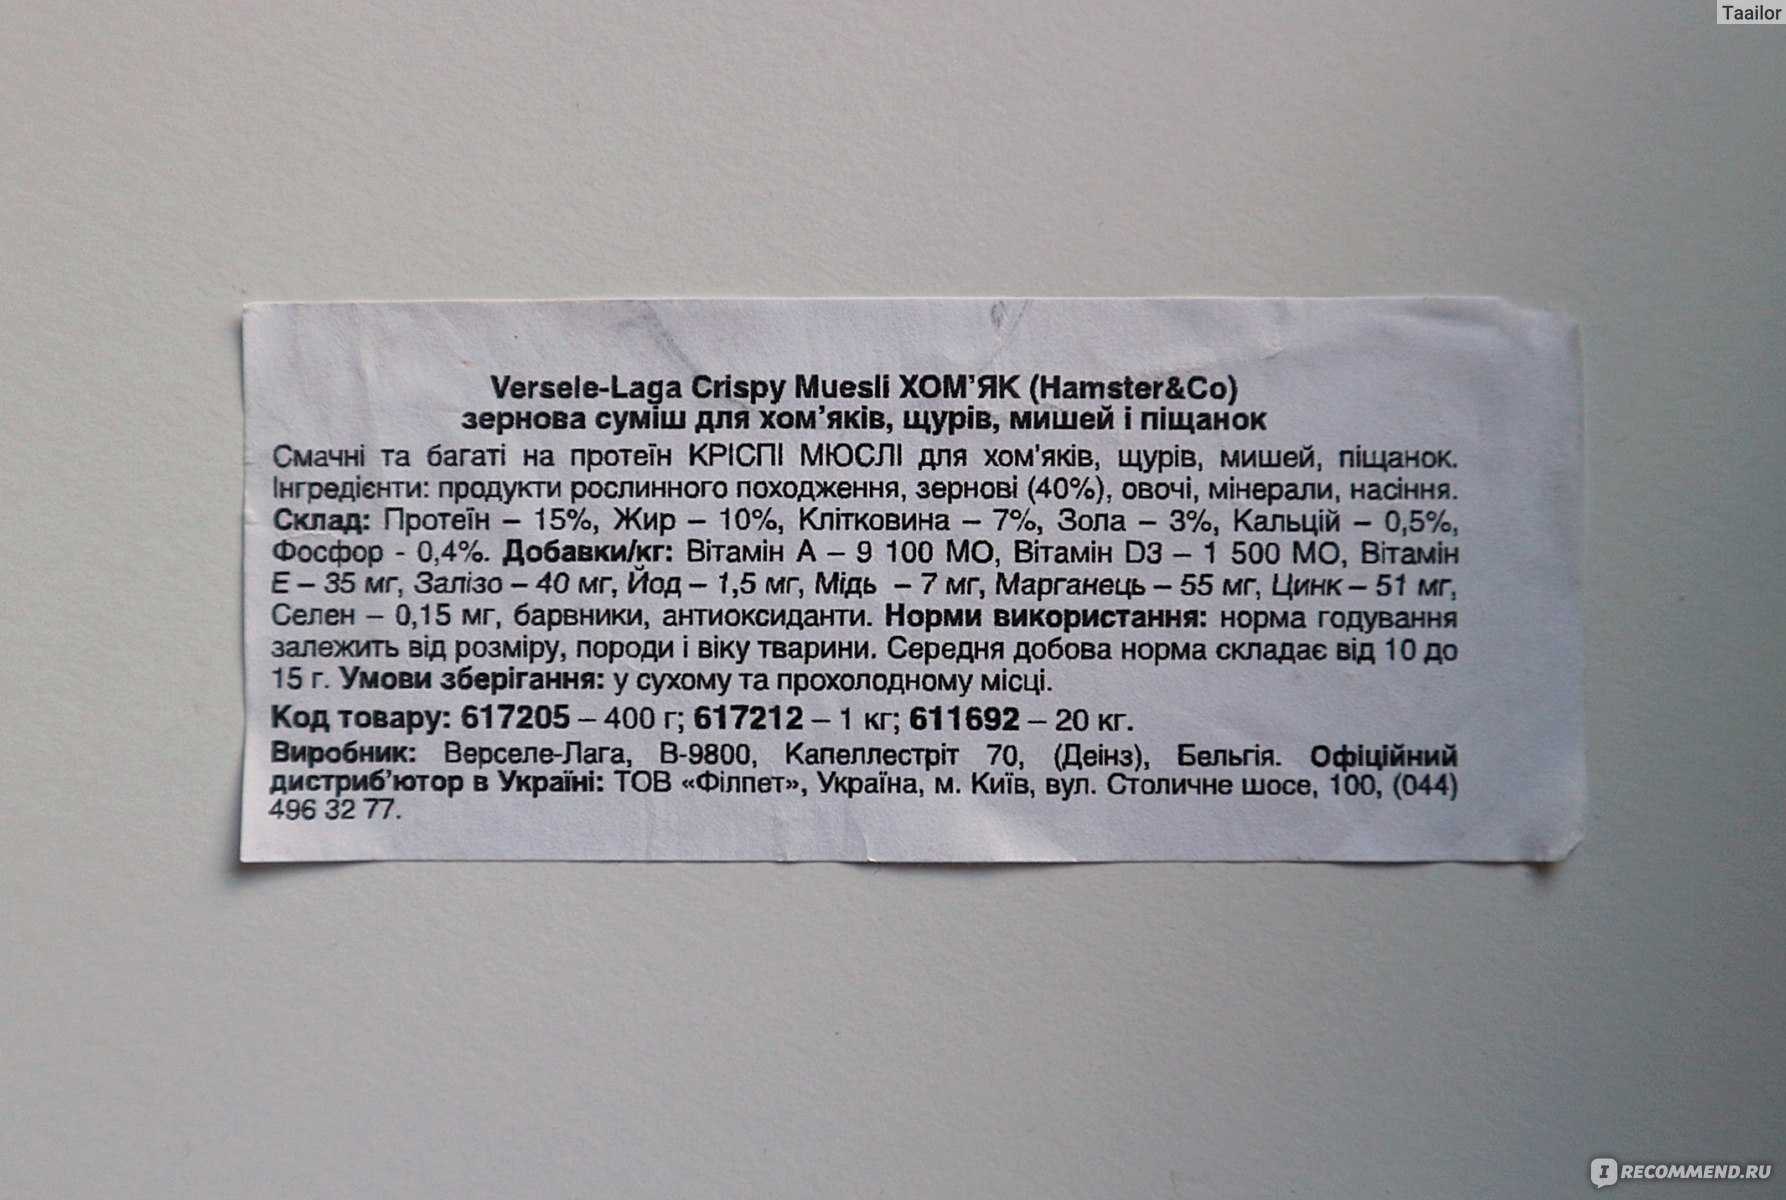 Taailor
Versele-Laga Crispy Muesli ХОМ’ЯК (Hamster&Co)
зернова суміш для хом’яків, щурів, мишей і піщанок
Смачні та багаті на протеїн КРІСПІ МЮСЛІ для хом'яків, щурів, мишей, піщанок.
Інгредієнти: продукти рослинного походження, зернові (40%), овочі, мінерали, насіння.
Склад: Протеїн – 15%, Жир – 10%, Клітковина – 7%, Зола – 3%, Кальцій – 0,5%,
Фосфор - 0,4%. Добавки/кг: Вітамін А – 9 100 МО, Вітамін D3 – 1 500 МО, Вітамін
Е – 35 мг, Залізо – 40 мг, Йод – 1,5 мг, Мідь – 7 мг, Марганець – 55 мг, Цинк – 51 мг,
Селен – 0,15 мг, барвники, антиоксиданти. Норми використання: норма годування
залежить від розміру, породи і віку тварини. Середня добова норма складає від 10 до
15 г. Умови зберігання: у сухому та прохолодному місці.
Код товару: 617205 – 400 г; 617212 – 1 кг; 611692 – 20 кг.
Виробник: Верселе-Лага, В-9800, Капеллестріт 70, (Деінз), Бельгія. Офіційний
дистриб’ютор в Україні: ТОВ «Філпет», Україна, м. Київ, вул. Столичне шосе, 100, (044)
496 32 77.
IRECOMMEND.RU